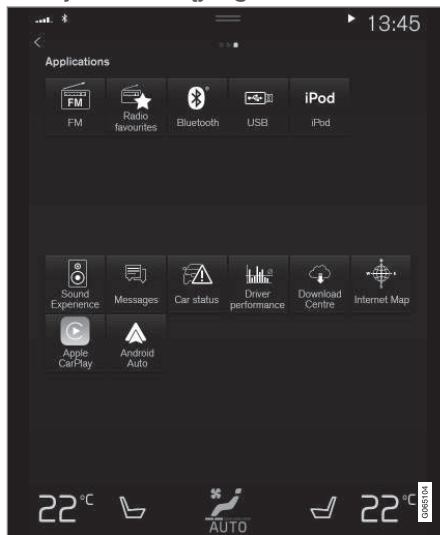 13:45
Applications
FM
FM
Radio
favourites
Bluetooth
USB
iPod
iPod
Sound
Experience
Messages
Car status
Driver
performance
Download
Centre
Internet Map
Apple
CarPlay
Android
Auto
22°C
AUTO
22°C
G065104